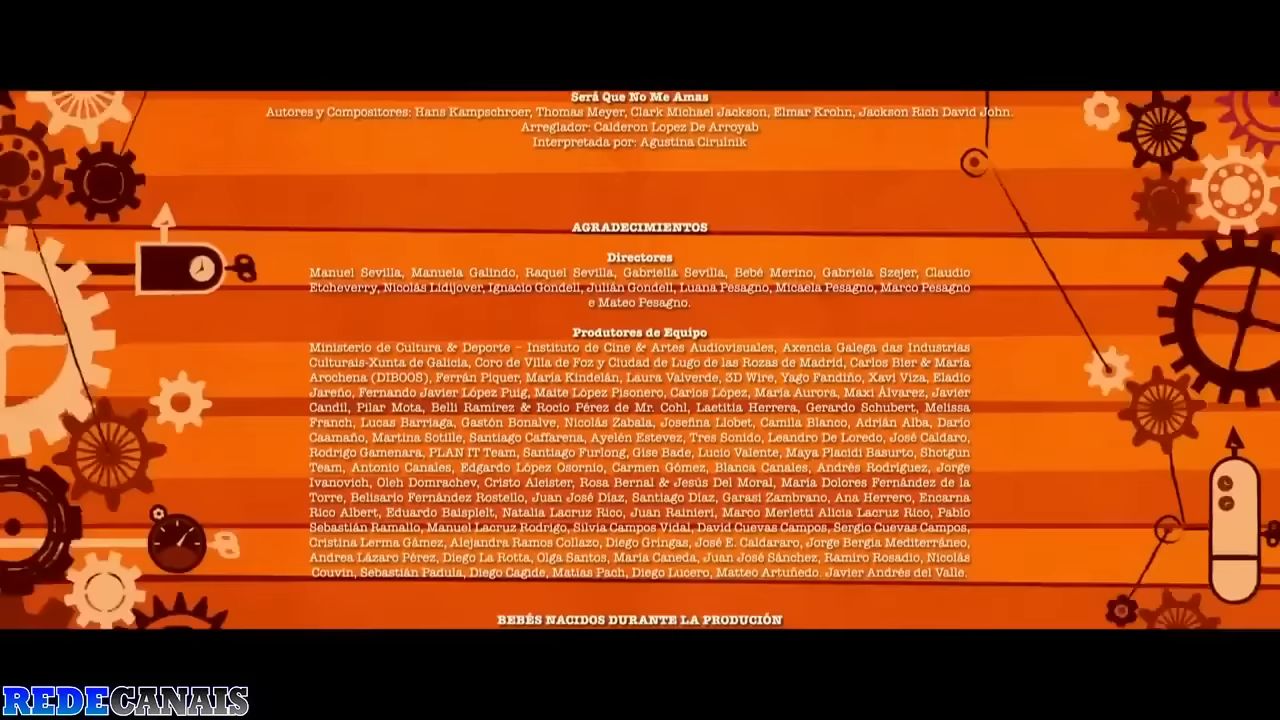 Será Que No Me Amas
Autores y Compositores: Hans Kampschroer, Thomas Meyer, Clark Michael Jackson, Elmar Krohn, Jackson Rich David John.
Arreglador: Calderon Lopez De Arroyab
Interpretada por: Agustina Cirulnik
AGRADECIMIENTOS
Directores
Manuel Sevilla, Manuela Galindo, Raquel Sevilla, Gabriella Sevilla, Bebé Merino, Gabriela Szejer, Claudio
Etcheverry, Nicolás Lidijover, Ignacio Gondell, Julián Gondell, Luana Pesagno, Micaela Pesagno, Marco Pesagno
e Mateo Pesagno.
Produtores de Equipo
Ministerio de Cultura & Deporte – Instituto de Cine & Artes Audiovisuales, Axencia Galega das Industrias
Culturais-Xunta de Galicia, Coro de Villa de Foz y Ciudad de Lugo de las Rozas de Madrid, Carlos Bier & María
Arochena (DIBOOS), Ferrán Piquer, María Kindelán, Laura Valverde, 3D Wire, Yago Fandiño, Xavi Viza, Eladio
Jareño, Fernando Javier López Puig, Maite López Pisonero, Carlos López, María Aurora, Maxi Álvarez, Javier
Candil, Pilar Mota, Belli Ramírez & Rocio Pérez de Mr. Cohl, Laetitia Herrera, Gerardo Schubert, Melissa
Franch, Lucas Barriaga, Gastón Bonalve, Nicolás Zabala, Josefina Llobet, Camila Blanco, Adrián Alba, Darío
Caamaño, Martina Sotille, Santiago Caffarena, Ayelén Estevez, Tres Sonido, Leandro De Loredo, José Caldaro,
Rodrigo Gamenara, PLAN IT Team, Santiago Furlong, Gise Bade, Lucio Valente, Maya Placidi Basurto, Shotgun
Team, Antonio Canales, Edgardo López Osornio, Carmen Gómez, Blanca Canales, Andrés Rodríguez, Jorge
Ivanovich, Oleh Domrachev, Cristo Aleister, Rosa Bernal & Jesús Del Moral, María Dolores Fernández de la
Torre, Belisario Fernández Rostello, Juan José Díaz, Santiago Díaz, Garasi Zambrano, Ana Herrero, Encarna
Rico Albert, Eduardo Baisplelt, Natalia Lacruz Rico, Juan Rainieri, Marco Merletti Alicia Lacruz Rico, Pablo
Sebastián Ramallo, Manuel Lacruz Rodrigo, Silvia Campos Vidal, David Cuevas Campos, Sergio Cuevas Campos,
Cristina Lerma Gámez, Alejandra Ramos Collazo, Diego Gringas, José E. Caldararo, Jorge Bergia Mediterráneo,
Andrea Lázaro Pérez, Diego La Rotta, Olga Santos, María Caneda, Juan José Sánchez, Ramiro Rosadio, Nicolás
Couvin, Sebastián Padula, Diego Cagide, Matías Pach, Diego Lucero, Matteo Artuñedo. Javier Andrés del Valle.
BEBÉS NACIDOS DURANTE LA PRODUCIÓN
REDECANAIS